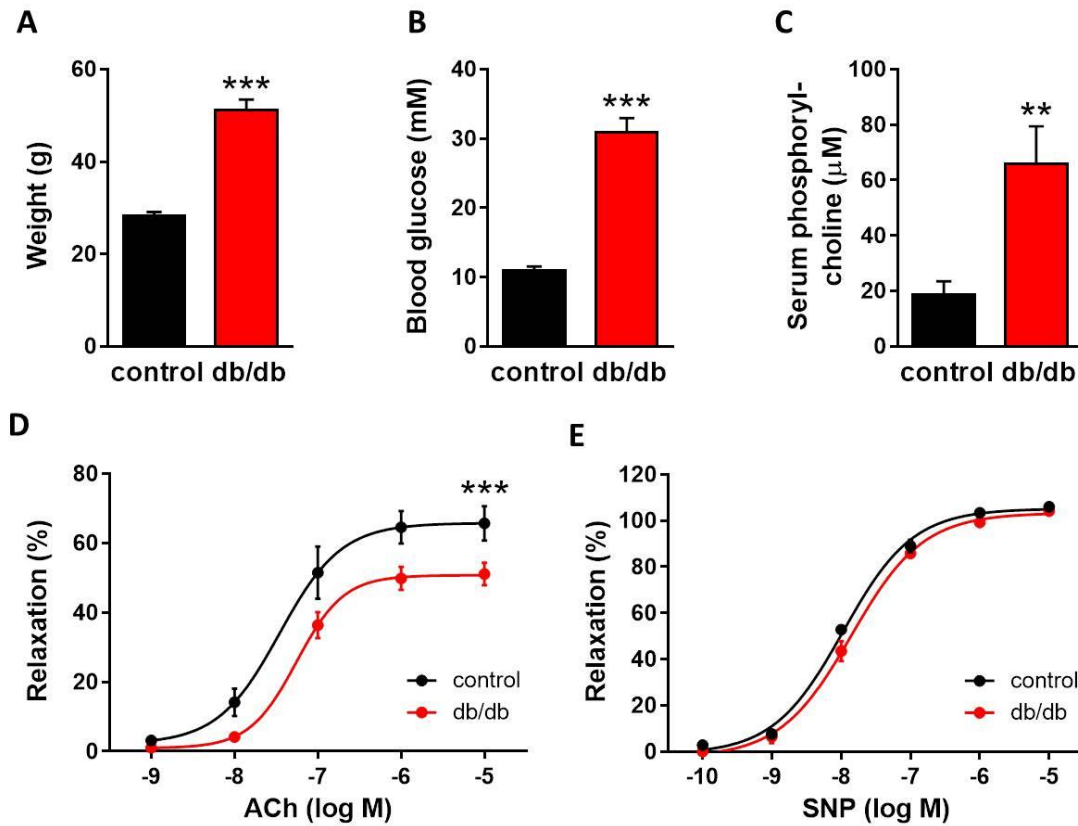 A
Weight (g)
60
40
20
0
***
control db/db
B
Blood glucose (mM)
40
30
20
10
0
***
control db/db
C
Serum phosphoryl-
choline (μM)
100
80
60
40
20
0
**
control db/db
D
Relaxation (%)
80
60
40
20
0
***
control
db/db
-9 -8 -7 -6 -5
ACh (log M)
E
Relaxation (%)
120
100
80
60
40
20
0
control
db/db
-10 -9 -8 -7 -6 -5
SNP (log M)